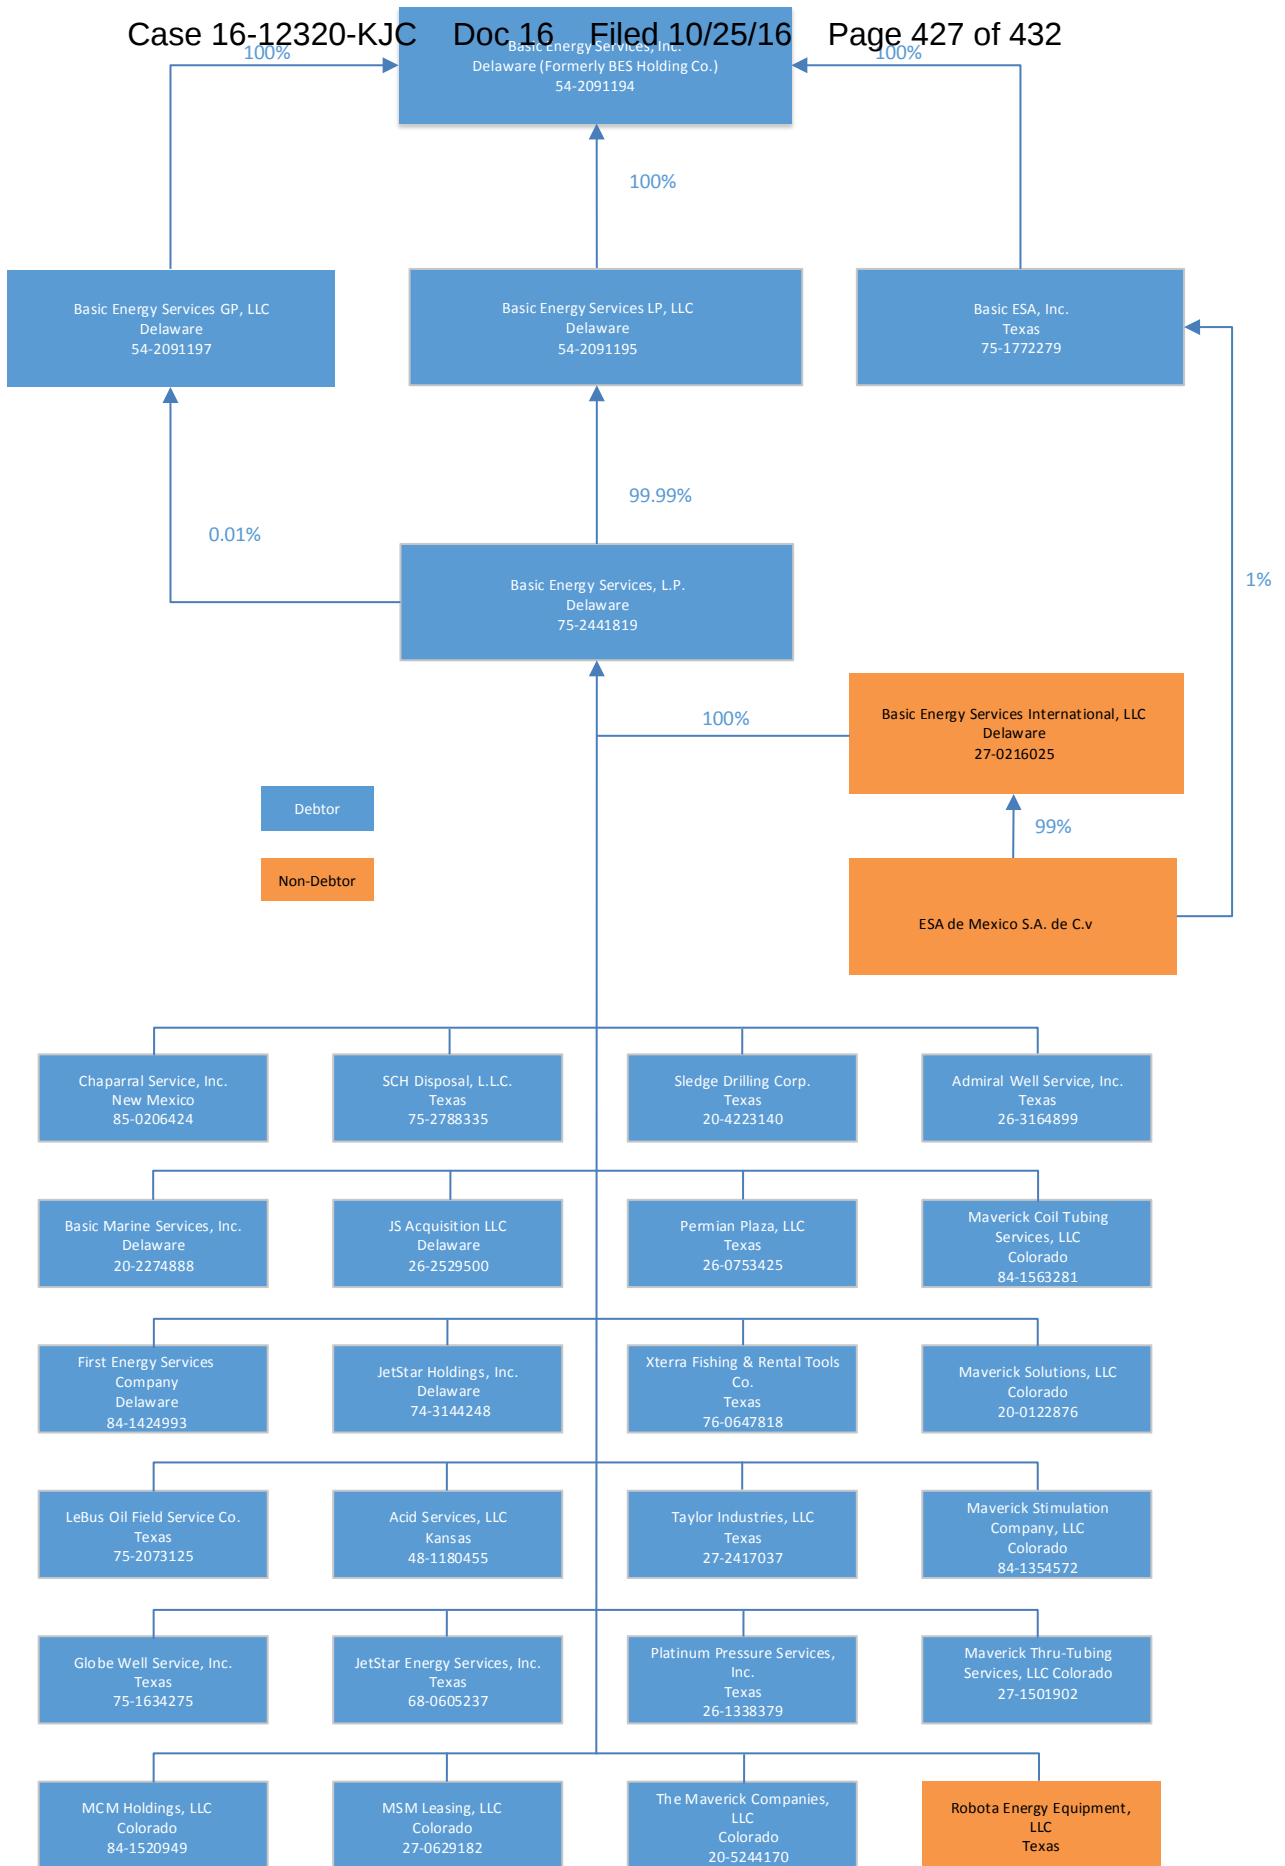 Case 16-12320-KJC Doc 16 Filed 10/25/16 Page 427 of 432
Basic Energy Services, Inc.
Delaware (Formerly BES Holding Co.)
54-2091194
100%
100%
100%
Basic Energy Services GP, LLC
Delaware
54-2091197
Basic Energy Services LP, LLC
Delaware
54-2091195
Basic ESA, Inc.
Texas
75-1772279
99.99%
0.01%
1%
Basic Energy Services, L.P.
Delaware
75-2441819
100%
Basic Energy Services International, LLC
Delaware
27-0216025
Debtor
99%
Non-Debtor
ESA de Mexico S.A. de C.v
Chaparral Service, Inc.
New Mexico
85-0206424
SCH Disposal, L.L.C.
Texas
75-2788335
Sledge Drilling Corp.
Texas
20-4223140
Admiral Well Service, Inc.
Texas
26-3164899
Basic Marine Services, Inc.
Delaware
20-2274888
JS Acquisition LLC
Delaware
26-2529500
Permian Plaza, LLC
Texas
26-0753425
Maverick Coil Tubing
Services, LLC
Colorado
84-1563281
First Energy Services
Company
Delaware
84-1424993
JetStar Holdings, Inc.
Delaware
74-3144248
Xterra Fishing & Rental Tools
Co.
Texas
76-0647818
Maverick Solutions, LLC
Colorado
20-0122876
LeBus Oil Field Service Co.
Texas
75-2073125
Acid Services, LLC
Kansas
48-1180455
Taylor Industries, LLC
Texas
27-2417037
Maverick Stimulation
Company, LLC
Colorado
84-1354572
Globe Well Service, Inc.
Texas
75-1634275
JetStar Energy Services, Inc.
Texas
68-0605237
Platinum Pressure Services,
Inc.
Texas
26-1338379
Maverick Thru-Tubing
Services, LLC Colorado
27-1501902
MCM Holdings, LLC
Colorado
84-1520949
MSM Leasing, LLC
Colorado
27-0629182
The Maverick Companies,
LLC
Colorado
20-5244170
Robota Energy Equipment,
LLC
Texas